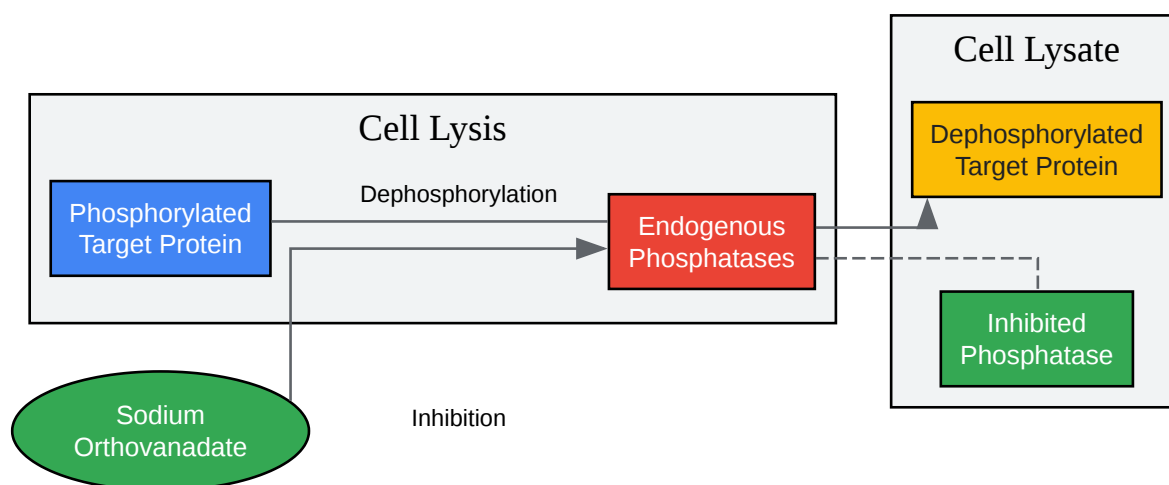 Cell Lysis
Phosphorylated
Target Protein
Dephosphorylation
Endogenous
Phosphatases
Sodium
Orthovanadate
Inhibition
Cell Lysate
Dephosphorylated
Target Protein
Inhibited
Phosphatase